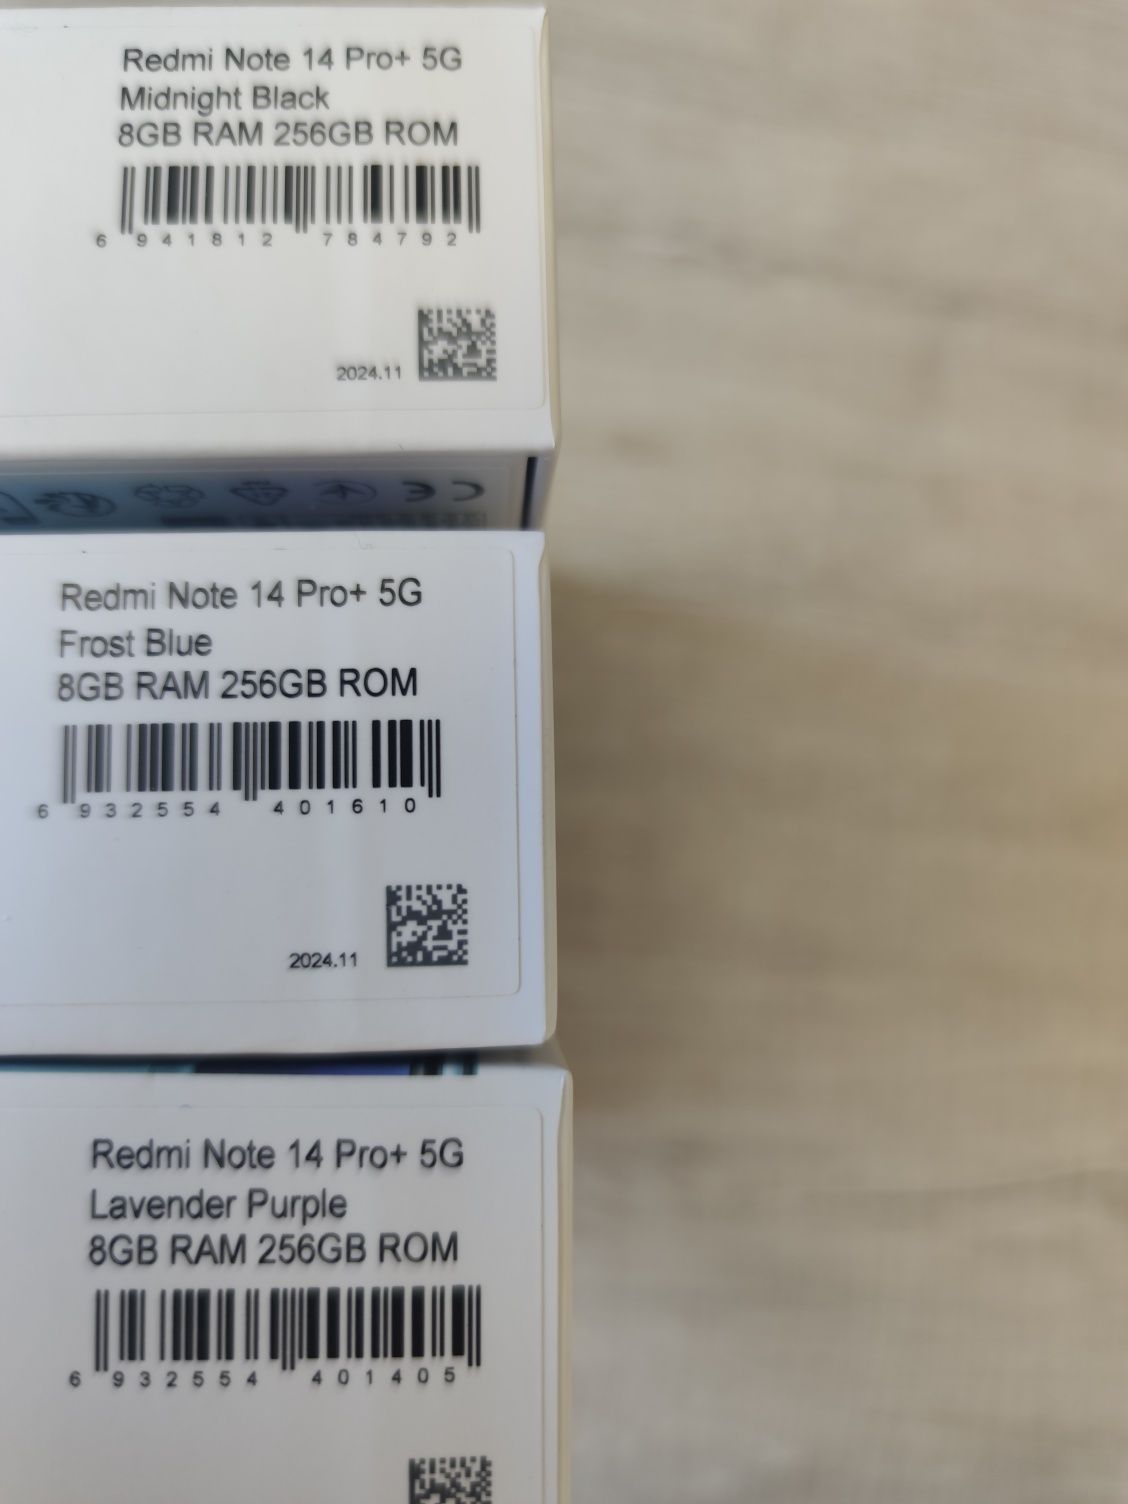 Redmi Note 14 Pro+ 5G
Midnight Black
8GB RAM 256GB ROM
6 941812 784792
2024.11
CE
Redmi Note 14 Pro+ 5G
Frost Blue
8GB RAM 256GB ROM
6 932554 401610
2024.11
Redmi Note 14 Pro+ 5G
Lavender Purple
8GB RAM 256GB ROM
6 932554 401405